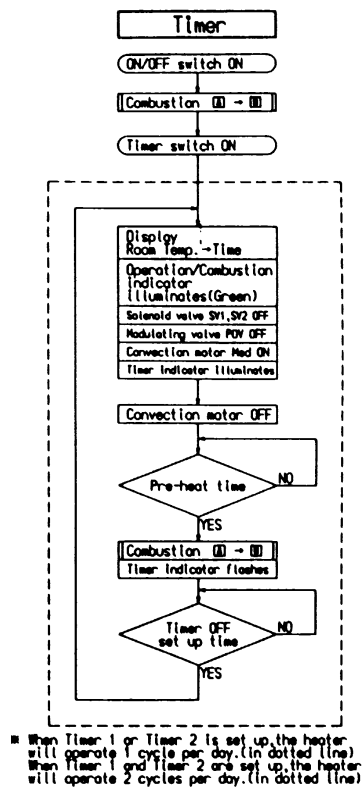 Timer
ON/OFF switch ON
Combustion A → B
Timer switch ON
Display
Room Temp.→Time
Operation/Combustion
indicator
illuminates(Green)
Solenoid valve SV1,SV2 OFF
Modulating valve POV OFF
Convection motor Med ON
Timer indicator illuminates
Convection motor OFF
Pre-heat time
NO
YES
Combustion A → B
Timer indicator flashes
Timer OFF
set up time
NO
YES
※ When Timer 1 or Timer 2 is set up,the heater
will operate 1 cycle per day.(in dotted line)
When Timer 1 and Timer 2 are set up,the heater
will operate 2 cycles per day.(in dotted line)